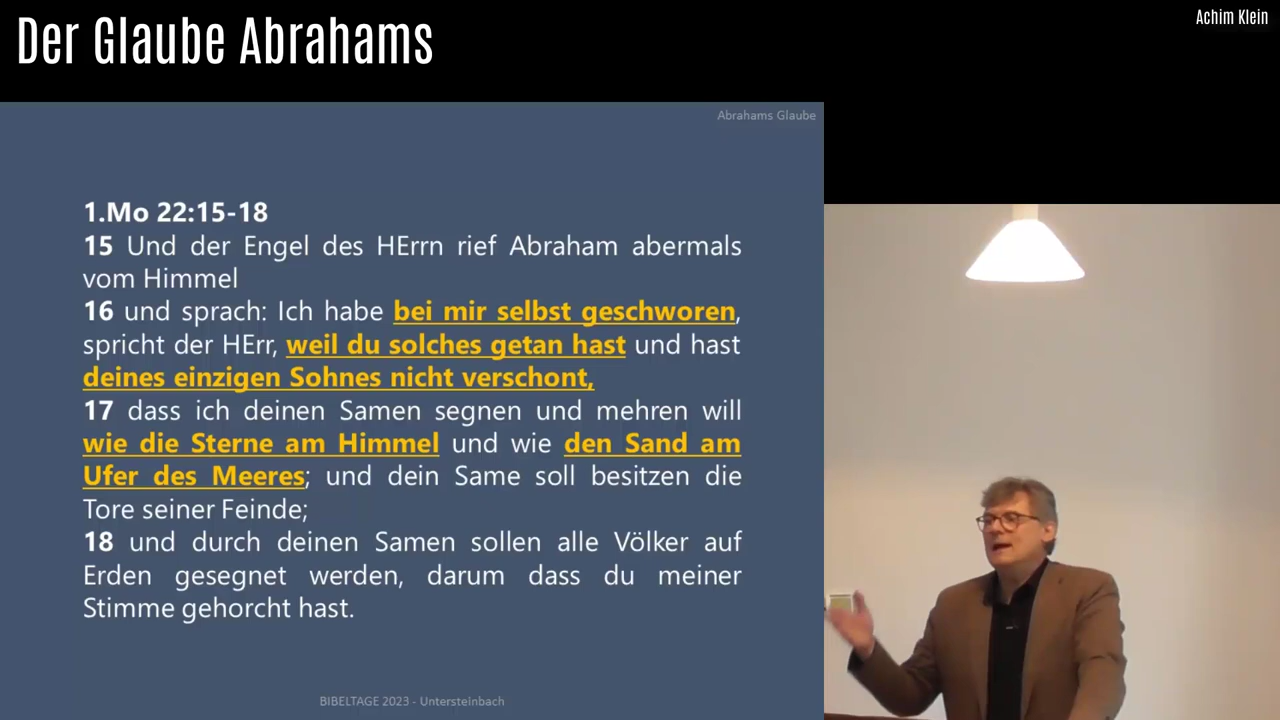 Der Glaube Abrahams
Achim Klein
Abrahams Glaube
1.Mo 22:15-18
15 Und der Engel des HErrn rief Abraham abermals
vom Himmel
16 und sprach: Ich habe bei mir selbst geschworen,
spricht der HErr, weil du solches getan hast und hast
deines einzigen Sohnes nicht verschont,
17 dass ich deinen Samen segnen und mehren will
wie die Sterne am Himmel und wie den Sand am
Ufer des Meeres; und dein Same soll besitzen die
Tore seiner Feinde;
18 und durch deinen Samen sollen alle Völker auf
Erden gesegnet werden, darum dass du meiner
Stimme gehorcht hast.
BIBELTAGE 2023 - Untersteinbach